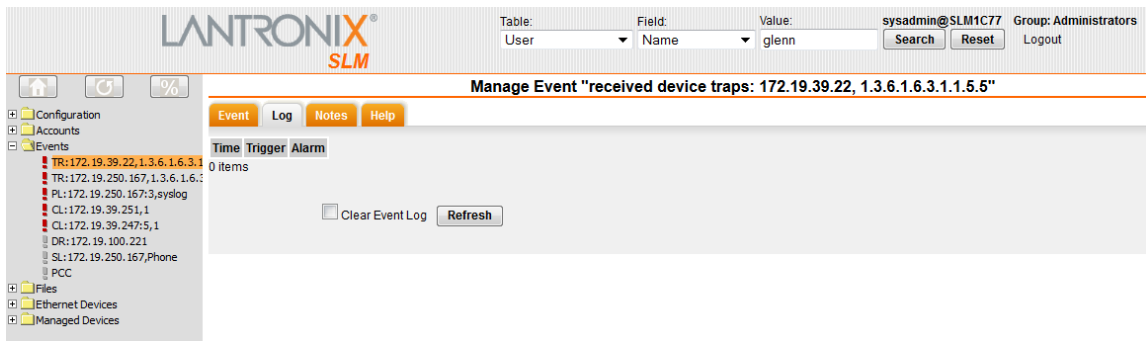 LANTRONIX®
SLM
Table: Field: Value: sysadmin@SLM1C77 Group: Administrators
User Name glenn Search Reset Logout
Manage Event "received device traps: 172.19.39.22, 1.3.6.1.6.3.1.1.5.5"
Configuration
Accounts
Events
TR:172.19.39.22,1.3.6.1.6.3.1
TR:172.19.250.167,1.3.6.1.6.3
PL:172.19.250.167:3,syslog
CL:172.19.39.251,1
CL:172.19.39.247:5,1
DR:172.19.100.221
SL:172.19.250.167,Phone
PCC
Files
Ethernet Devices
Managed Devices
Event Log Notes Help
Time Trigger Alarm
0 items
Clear Event Log Refresh